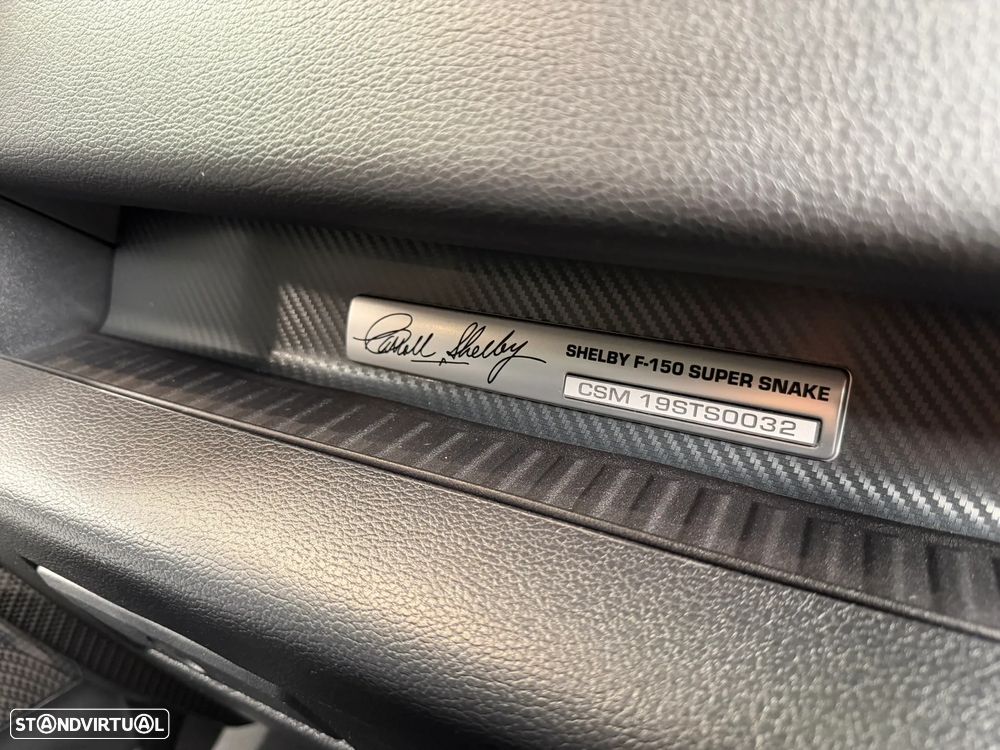 Carroll Shelby
SHELBY F-150 SUPER SNAKE
CSM 19STS0032
STANDVIRTUAL